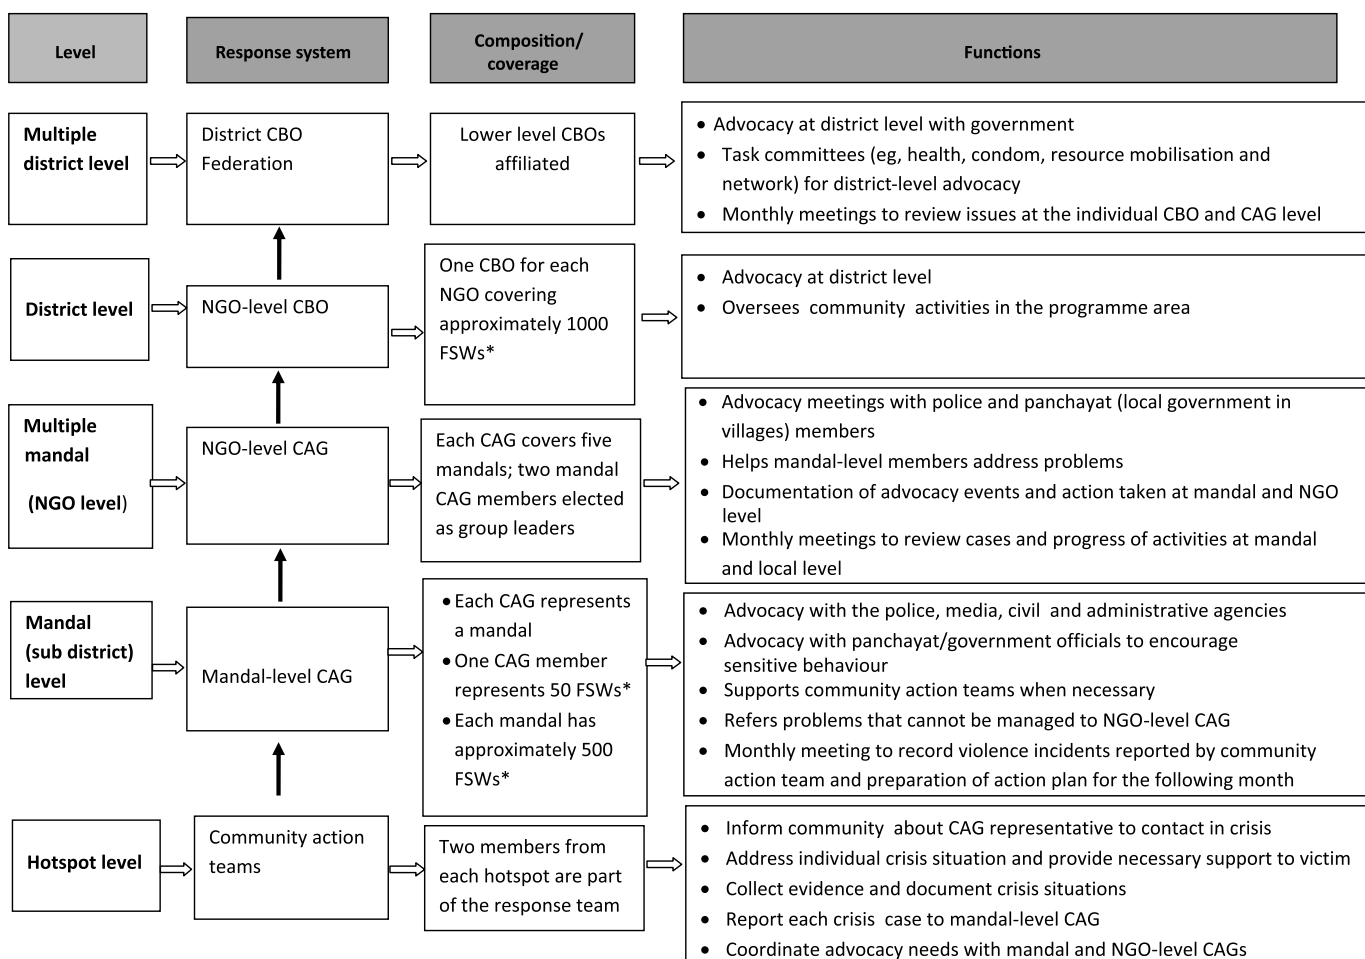 Level
Response system
Composition/
coverage
Functions
Multiple
district level
District CBO
Federation
Lower level CBOs
affiliated
• Advocacy at district level with government
• Task committees (eg, health, condom, resource mobilisation and
network) for district-level advocacy
• Monthly meetings to review issues at the individual CBO and CAG level
District level
NGO-level CBO
One CBO for each
NGO covering
approximately 1000
FSWs*
• Advocacy at district level
• Oversees community activities in the programme area
Multiple
mandal
(NGO level)
NGO-level CAG
Each CAG covers five
mandals; two mandal
CAG members elected
as group leaders
• Advocacy meetings with police and panchayat (local government in
villages) members
• Helps mandal-level members address problems
• Documentation of advocacy events and action taken at mandal and NGO
level
• Monthly meetings to review cases and progress of activities at mandal
and local level
Mandal
(sub district)
level
Mandal-level CAG
• Each CAG represents
a mandal
• One CAG member
represents 50 FSWs*
• Each mandal has
approximately 500
FSWs*
• Advocacy with the police, media, civil and administrative agencies
• Advocacy with panchayat/government officials to encourage
sensitive behaviour
• Supports community action teams when necessary
• Refers problems that cannot be managed to NGO-level CAG
• Monthly meeting to record violence incidents reported by community
action team and preparation of action plan for the following month
Hotspot level
Community action
teams
Two members from
each hotspot are part
of the response team
• Inform community about CAG representative to contact in crisis
• Address individual crisis situation and provide necessary support to victim
• Collect evidence and document crisis situations
• Report each crisis case to mandal-level CAG
• Coordinate advocacy needs with mandal and NGO-level CAGs